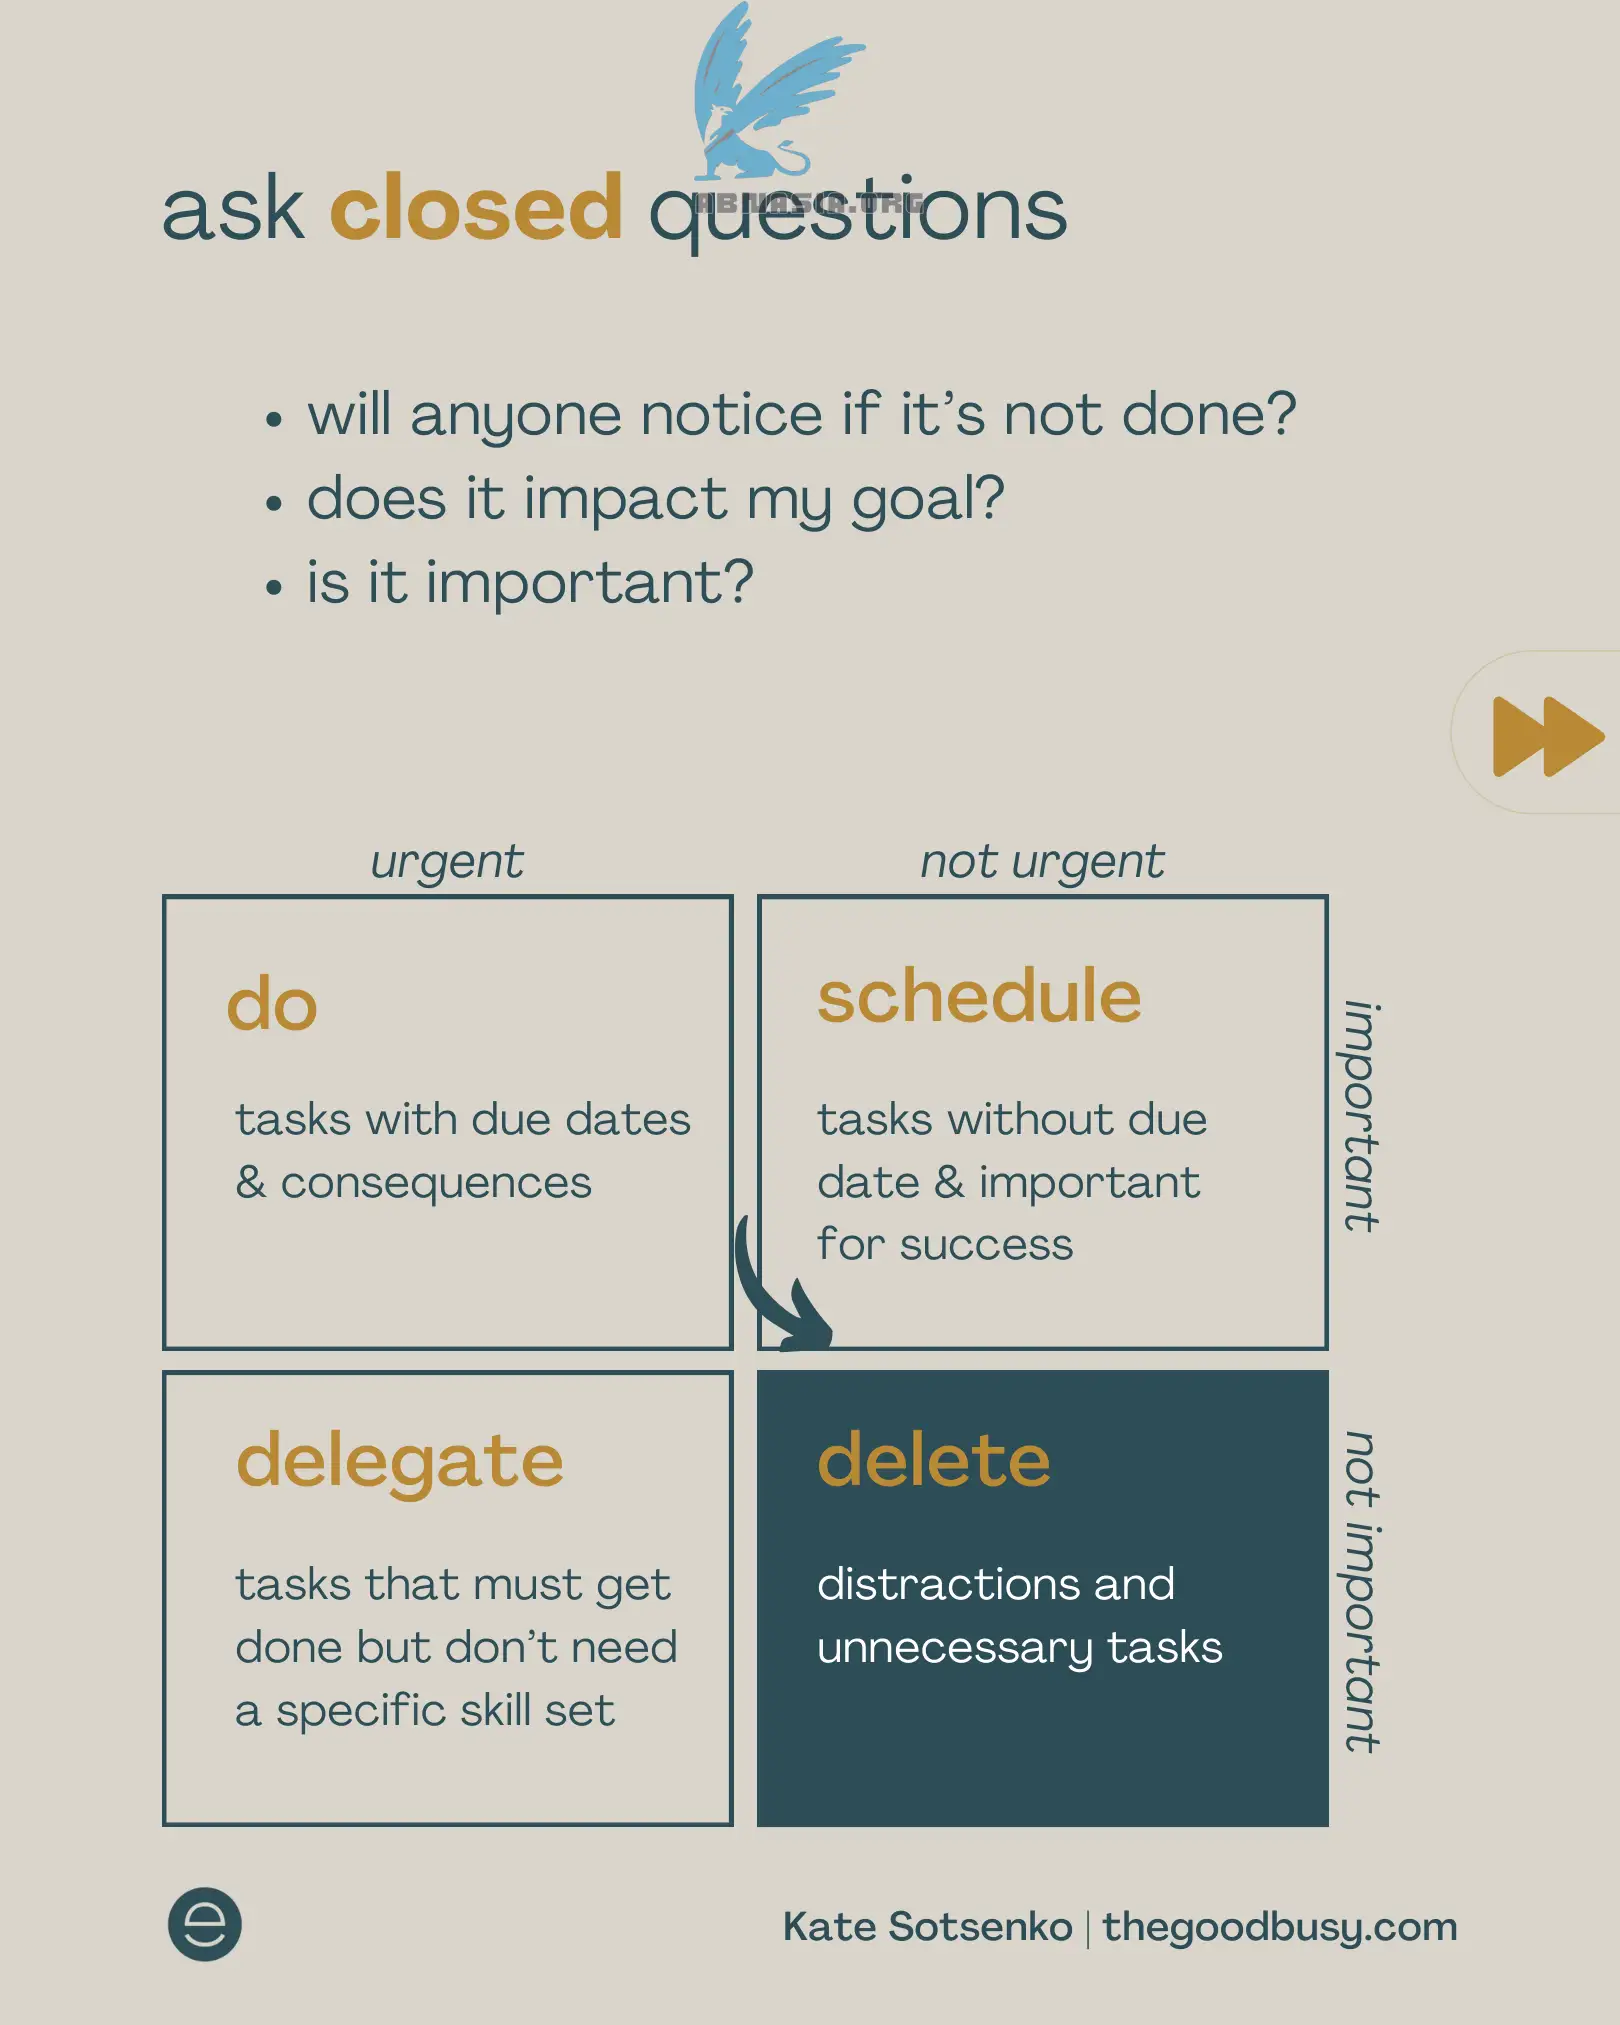 ABNASIA.ORG
ask closed questions
• will anyone notice if it’s not done?
• does it impact my goal?
• is it important?
urgent
not urgent
do
tasks with due dates
& consequences
schedule
tasks without due
date & important
for success
important
delegate
tasks that must get
done but don’t need
a specific skill set
delete
distractions and
unnecessary tasks
not important
e
Kate Sotsenko | thegoodbusy.com